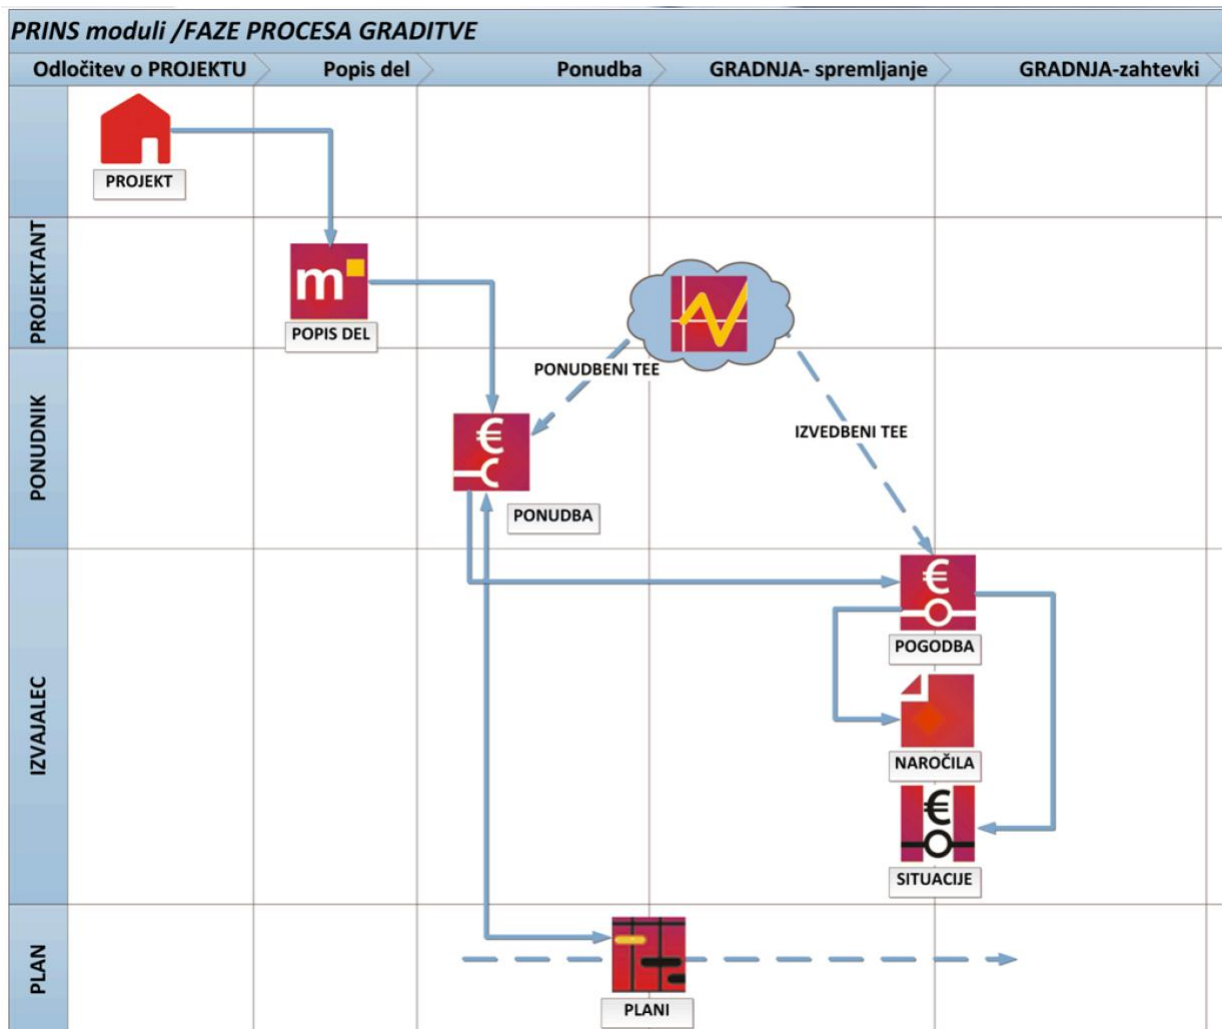 PRINS moduli /FAZE PROCESA GRADITVE
Odločitev o PROJEKTU
Popis del
Ponudba
GRADNJA- spremljanje
GRADNJA-zahtevki
PROJEKT
PROJEKTANT
m
POPIS DEL
PONUDBENI TEE
PONUDNIK
€
IZVEDBENI TEE
PONUDBA
IZVAJALEC
€
POGODBA
NAROČILA
€
SITUACIJE
PLAN
PLANI